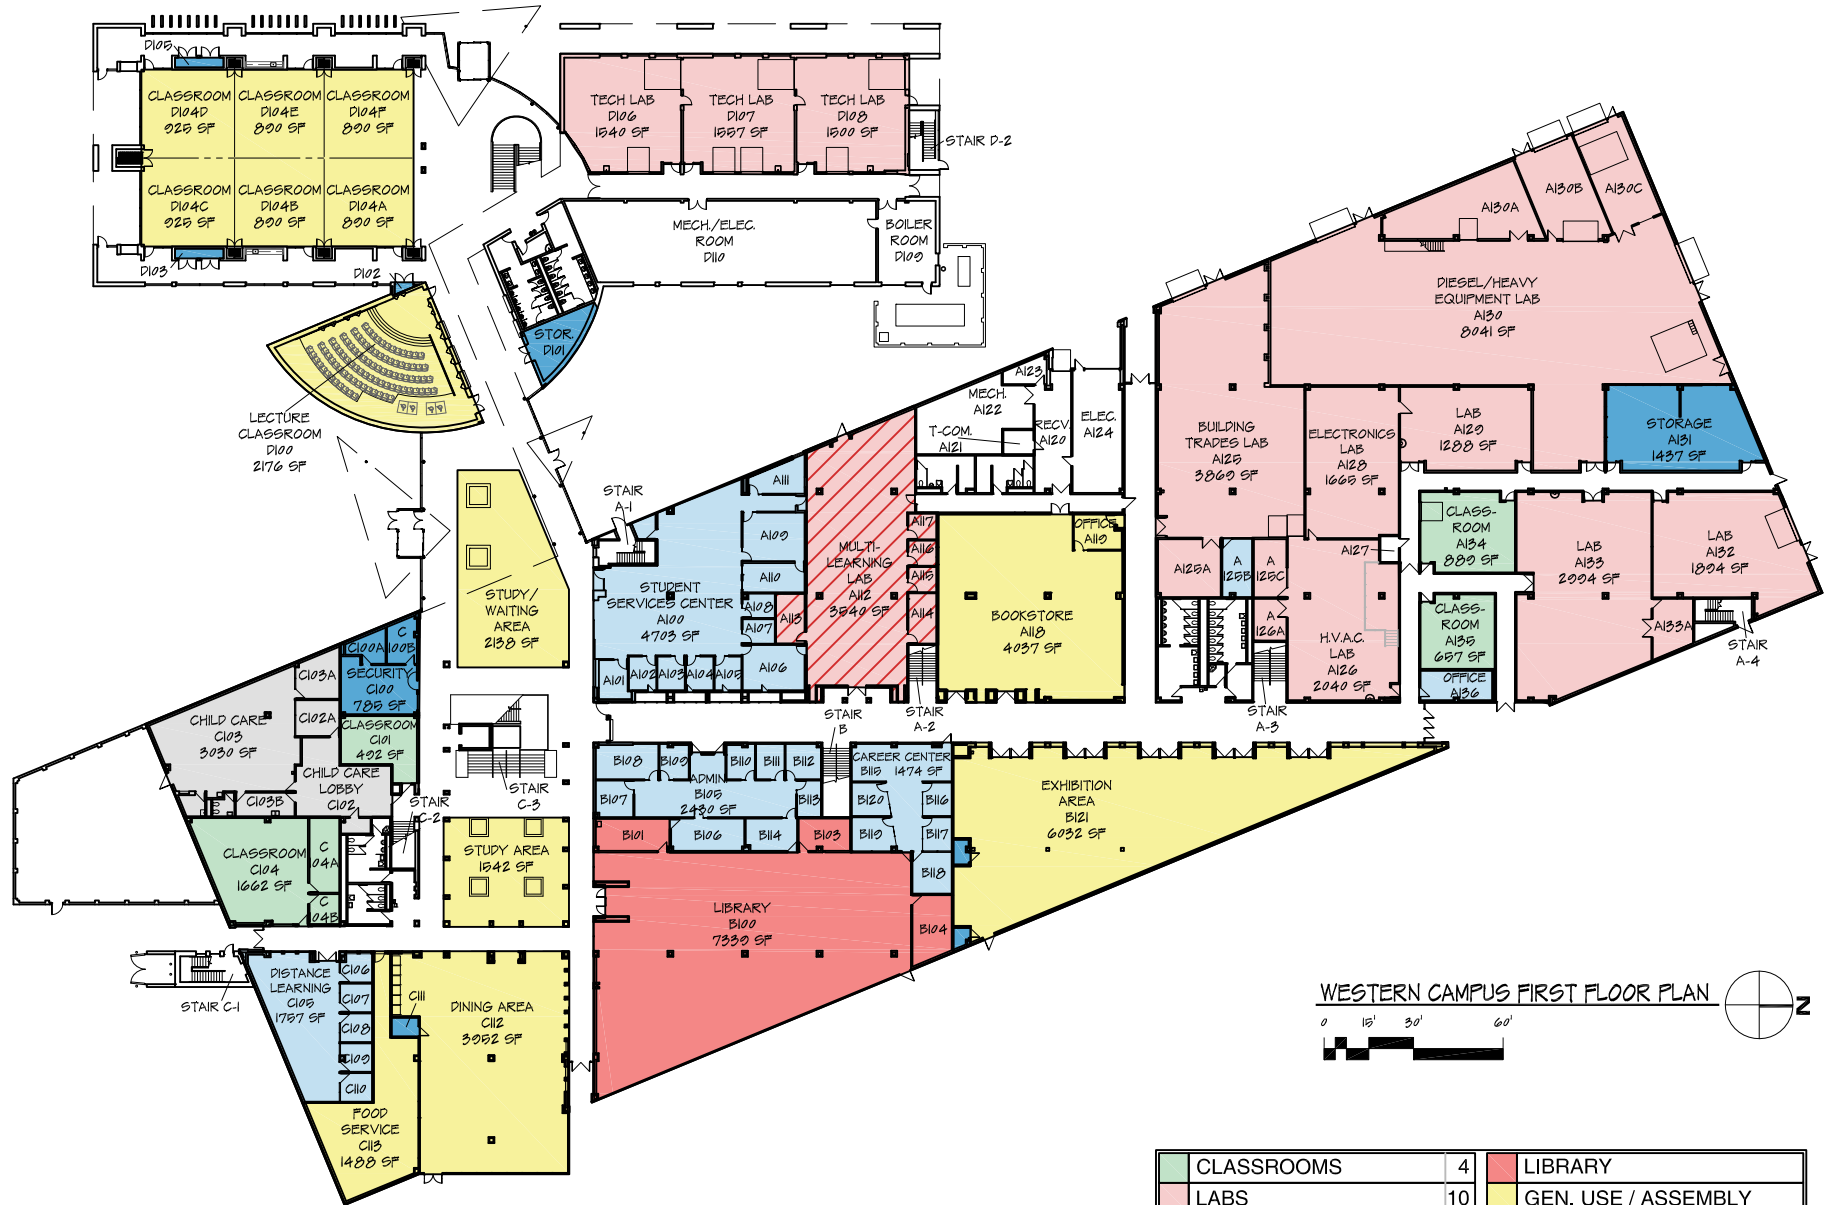 D105
CLASSROOM
D104D
925 SF
CLASSROOM
D104E
890 SF
CLASSROOM
D104F
890 SF
CLASSROOM
D104C
925 SF
CLASSROOM
D104B
890 SF
CLASSROOM
D104A
890 SF
D103
D102
TECH LAB
D106
1540 SF
TECH LAB
D107
1557 SF
TECH LAB
D108
1500 SF
STAIR D-2
MECH./ELEC.
ROOM
D110
BOILER
ROOM
D109
STOR.
D101
LECTURE
CLASSROOM
D100
2176 SF
A130A
A130B
A130C
DIESEL/HEAVY
EQUIPMENT LAB
A130
8041 SF
A123
MECH.
A122
T-COM.
A121
RECV.
A120
ELEC.
A124
BUILDING
TRADES LAB
A125
3869 SF
ELECTRONICS
LAB
A128
1665 SF
LAB
A129
1288 SF
STORAGE
A131
1437 SF
STAIR
A-1
A111
A109
A110
A108
A107
A106
STUDENT
SERVICES CENTER
A100
4703 SF
A101
A102
A103
A104
A105
A113
MULTI-
LEARNING
LAB
A112
3540 SF
A117
A116
A115
A114
OFFICE
A119
BOOKSTORE
A118
4037 SF
A125A
A
125B
A
125C
A
126A
A127
H.V.A.C.
LAB
A126
2040 SF
CLASS-
ROOM
A134
889 SF
CLASS-
ROOM
A135
657 SF
OFFICE
A136
LAB
A133
2994 SF
LAB
A132
1894 SF
A133A
STAIR
A-4
STUDY/
WAITING
AREA
2138 SF
C100A
C
100B
SECURITY
C100
785 SF
C103A
C102A
CHILD CARE
C103
3030 SF
CLASSROOM
C101
492 SF
CHILD CARE
LOBBY
C102
C103B
STAIR
C-2
STAIR
C-3
STAIR
B
STAIR
A-2
STAIR
A-3
B108
B109
B110
B111
B112
ADMIN.
B105
2430 SF
B107
B113
B101
B106
B114
B103
CAREER CENTER
B115 1474 SF
B120
B116
B119
B117
B118
EXHIBITION
AREA
B121
6032 SF
CLASSROOM
C104
1662 SF
C
104A
C
104B
STUDY AREA
1542 SF
LIBRARY
B100
7339 SF
B104
STAIR C-1
DISTANCE
LEARNING
C105
1757 SF
C106
C107
C108
C109
C110
C111
DINING AREA
C112
3952 SF
FOOD
SERVICE
C113
1488 SF
WESTERN CAMPUS FIRST FLOOR PLAN
0 15' 30' 60'
N
CLASSROOMS 4
LIBRARY
LABS 10
GEN. USE / ASSEMBLY